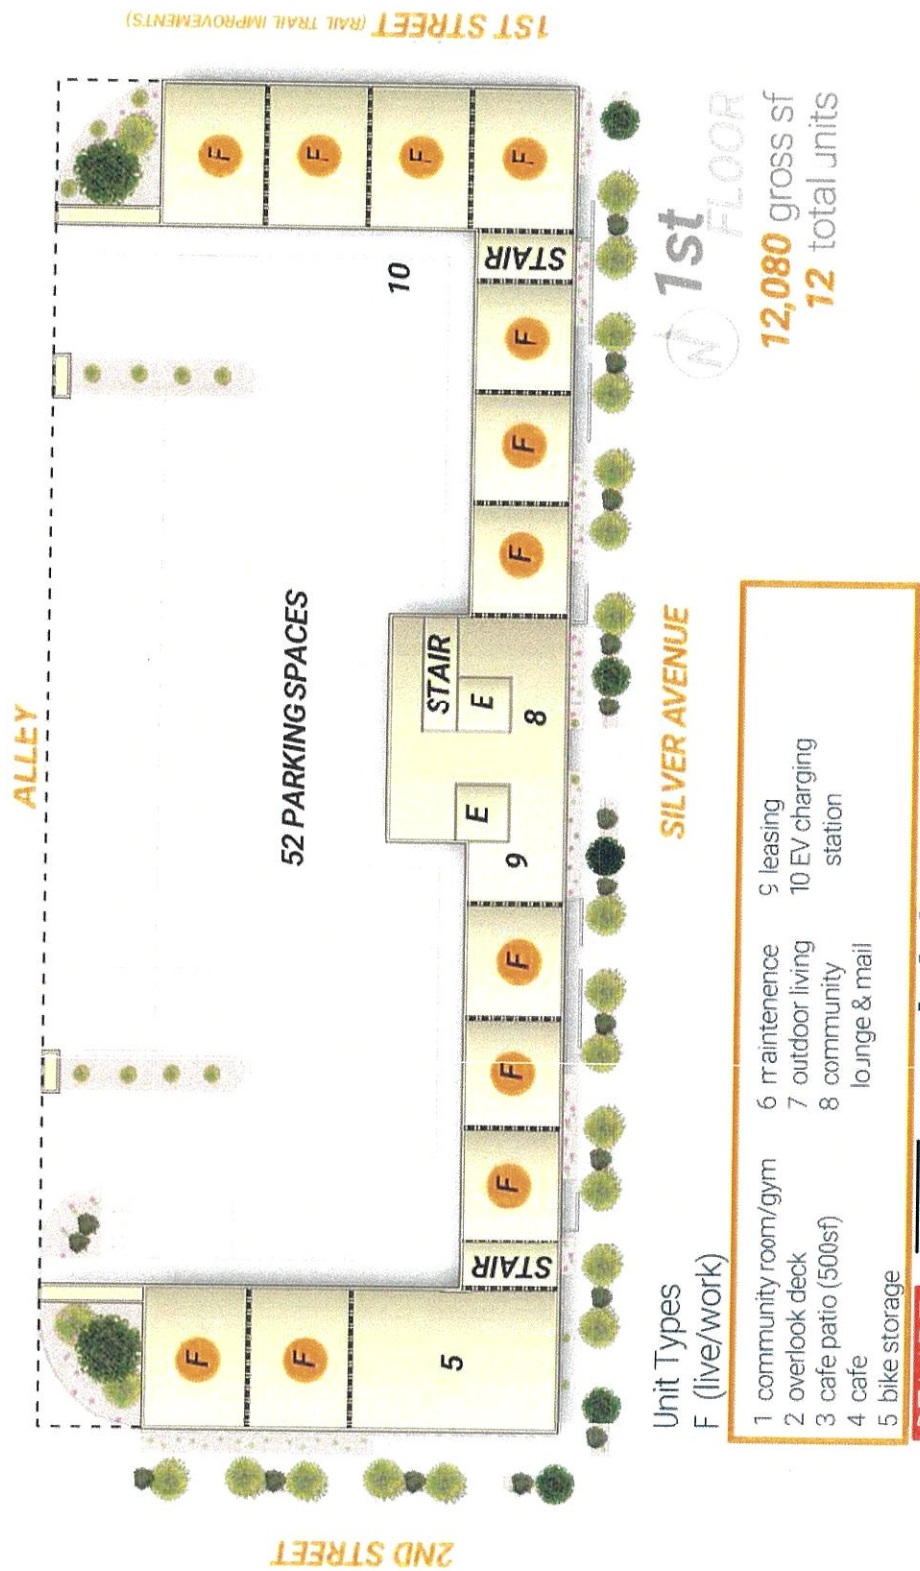 ALLEY
2ND STREET
1ST STREET (RAIL TRAIL IMPROVEMENTS)
52 PARKING SPACES
10
F
F
F
F
F
F
5
STAIR
F
F
F
9
E
E
STAIR
8
F
F
F
STAIR
SILVER AVENUE
Unit Types
F (live/work)
1 community room/gym
2 overlook deck
3 cafe patio (500sf)
4 cafe
5 bike storage
6 maintenence
7 outdoor living
8 community
lounge & mail
9 leasing
10 EV charging
station
N
1st
FLOOR
12,080 gross sf
12 total units